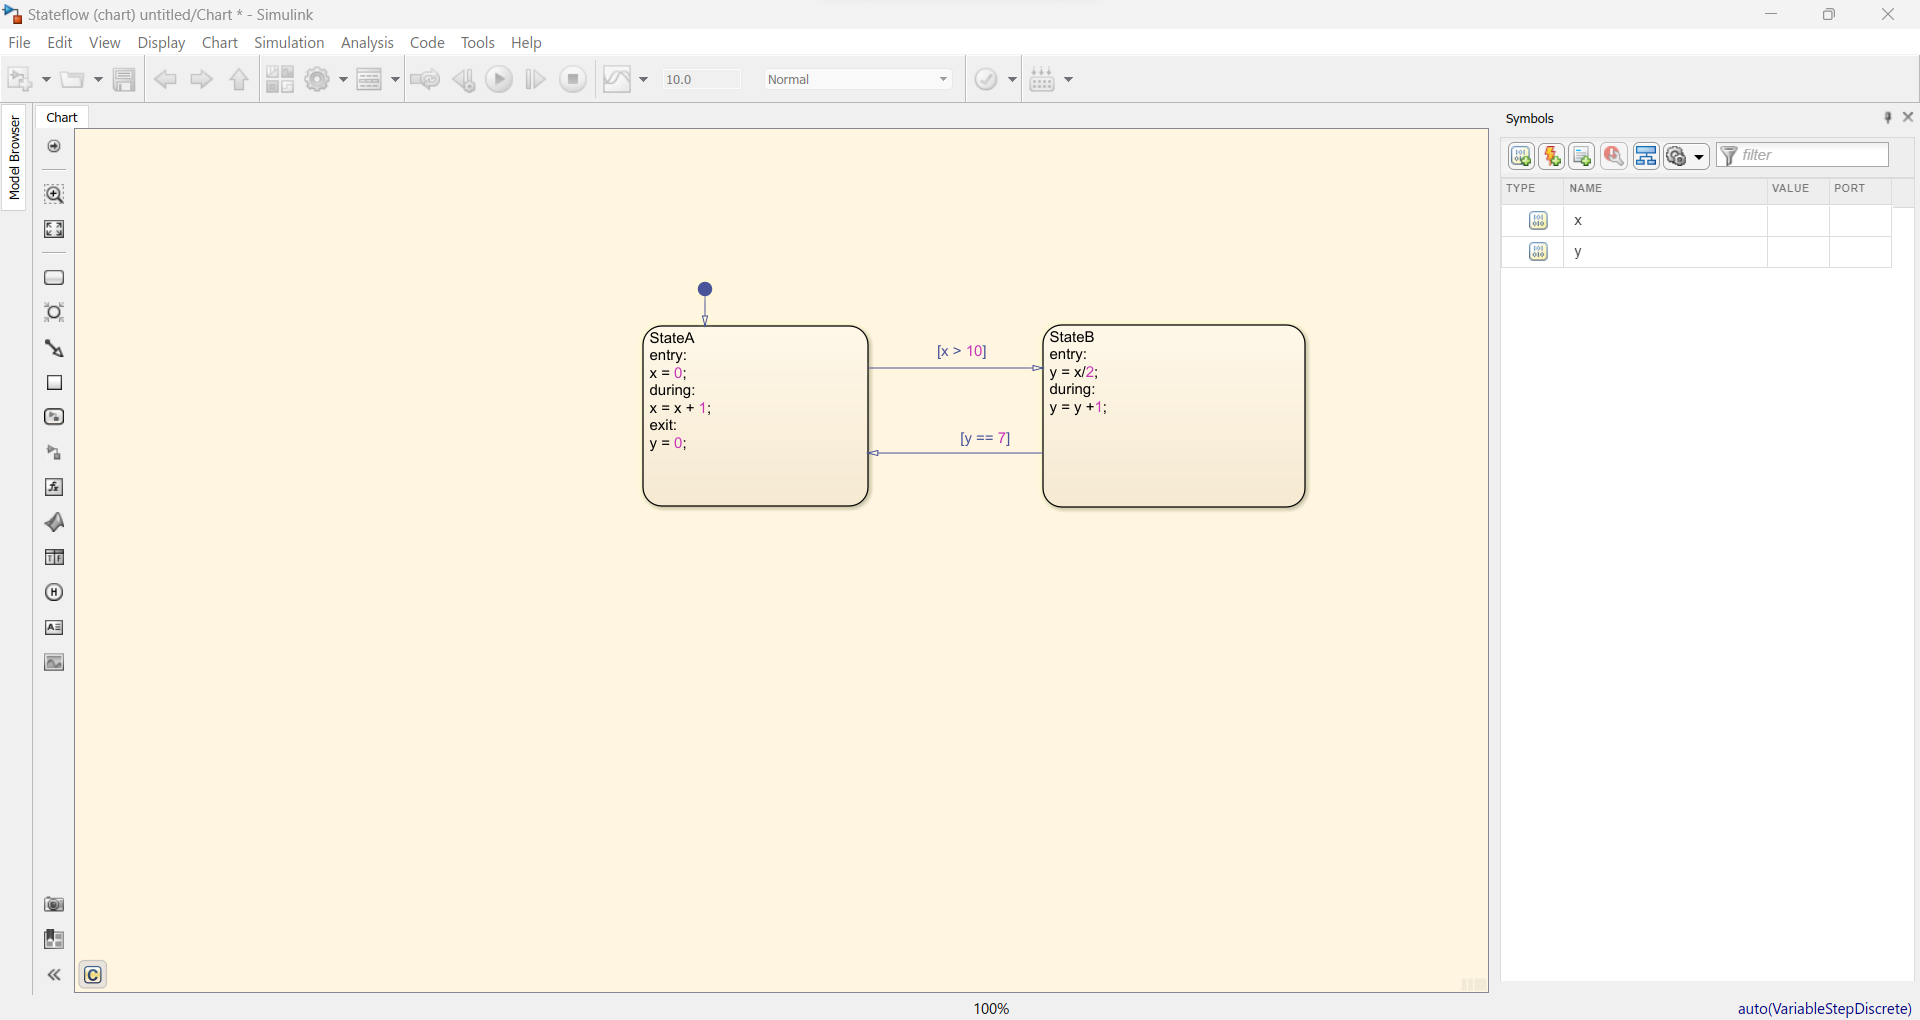 Stateflow (chart) untitled/Chart * - Simulink
File Edit View Display Chart Simulation Analysis Code Tools Help
10.0 Normal
Model Browser
Chart
Symbols
filter
TYPE NAME VALUE PORT
x
y
StateA
entry:
x = 0;
during:
x = x + 1;
exit:
y = 0;
[x > 10]
[y == 7]
StateB
entry:
y = x/2;
during:
y = y +1;
C
100%
auto(VariableStepDiscrete)